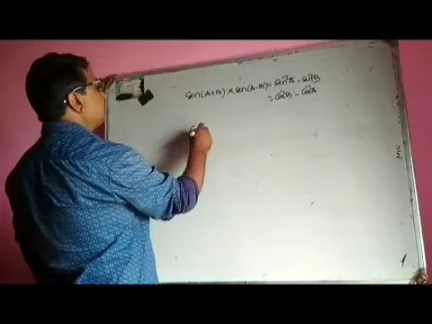 Sin(A+B) × Sin(A-B) = Sin²A - Sin²B
= Cos²B - Cos²A